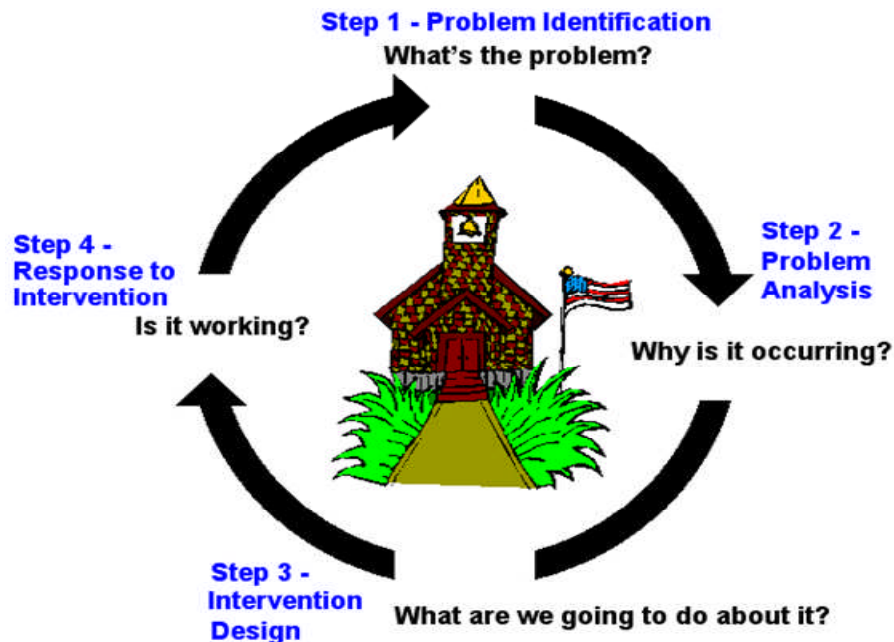 Step 1 - Problem Identification
What's the problem?
Step 2 -
Problem
Analysis
Why is it occurring?
Step 3 -
Intervention
Design
What are we going to do about it?
Step 4 -
Response to
Intervention
Is it working?